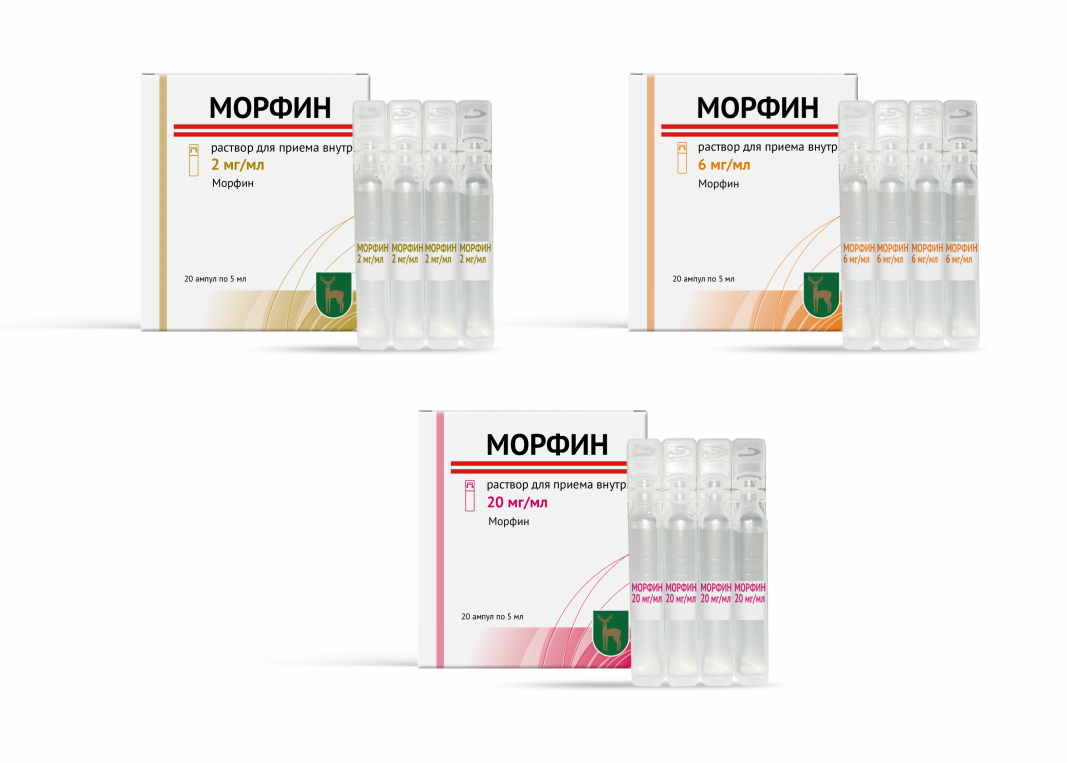 МОРФИН
раствор для приема внутр
2 мг/мл
Морфин
20 ампул по 5 мл
МОРФИН МОРФИН МОРФИН МОРФИН
2 мг/мл 2 мг/мл 2 мг/мл 2 мг/мл
МОРФИН
раствор для приема внутр
6 мг/мл
Морфин
20 ампул по 5 мл
МОРФИН МОРФИН МОРФИН МОРФИН
6 мг/мл 6 мг/мл 6 мг/мл 6 мг/мл
МОРФИН
раствор для приема внутр
20 мг/мл
Морфин
20 ампул по 5 мл
МОРФИН МОРФИН МОРФИН МОРФИН
20 мг/мл 20 мг/мл 20 мг/мл 20 мг/мл